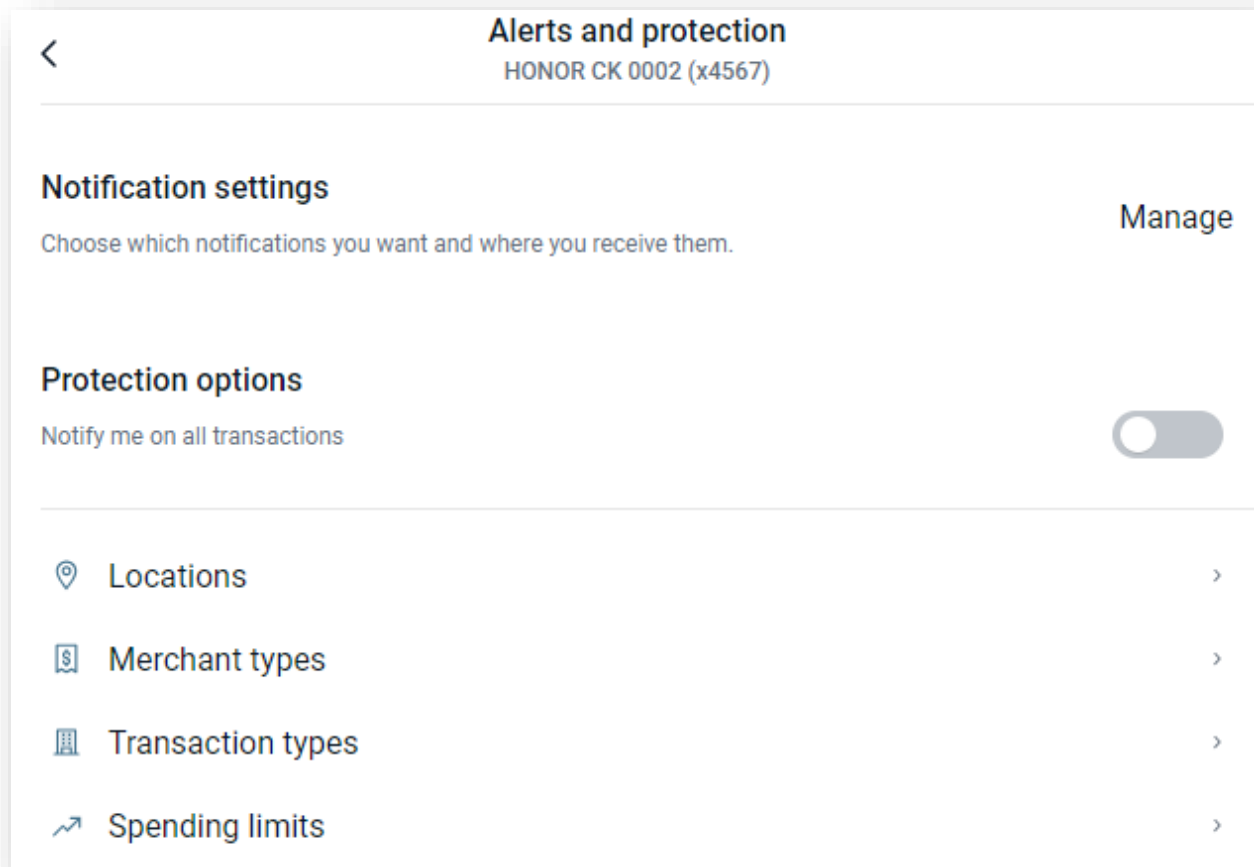 Alerts and protection
HONOR CK 0002 (x4567)
Notification settings
Manage
Choose which notifications you want and where you receive them.
Protection options
Notify me on all transactions
Locations
Merchant types
Transaction types
Spending limits